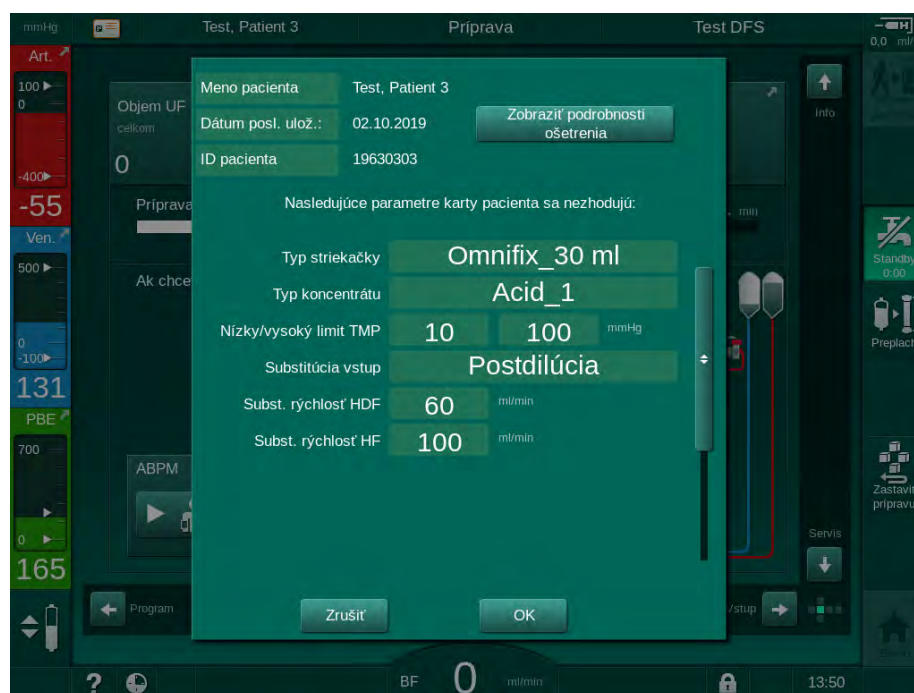 mmHg
Test, Patient 3
Príprava
Test DFS
0,0 ml/
Art.
100
0
-400
-55
Ven.
500
0
-100
131
PBE
700
0
165
Objem UF
celkom
0
Príprava
min
Ak chce
ABPM
Meno pacienta Test, Patient 3
Dátum posl. ulož.: 02.10.2019
Zobraziť podrobnosti
ošetrenia
ID pacienta 19630303
Nasledujúce parametre karty pacienta sa nezhodujú:
Typ striekačky Omnifix_30 ml
Typ koncentrátu Acid_1
Nízky/vysoký limit TMP 10 100 mmHg
Substitúcia vstup Postdilúcia
Subst. rýchlosť HDF 60 ml/min
Subst. rýchlosť HF 100 ml/min
Zrušiť
OK
Info
Servis
Program
Vstup
Standby
0:00
Preplach
Zastaviť
prípravu
?
BF 0 ml/min
13:50